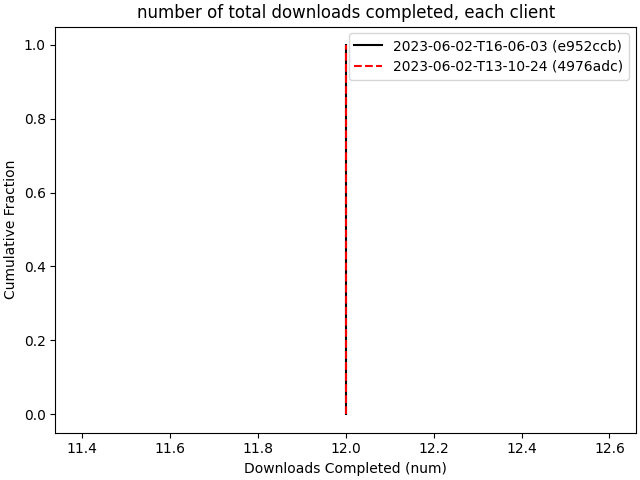 number of total downloads completed, each client
2023-06-02-T16-06-03 (e952ccb)
2023-06-02-T13-10-24 (4976adc)
Cumulative Fraction
1.0
0.8
0.6
0.4
0.2
0.0
11.4 11.6 11.8 12.0 12.2 12.4 12.6
Downloads Completed (num)